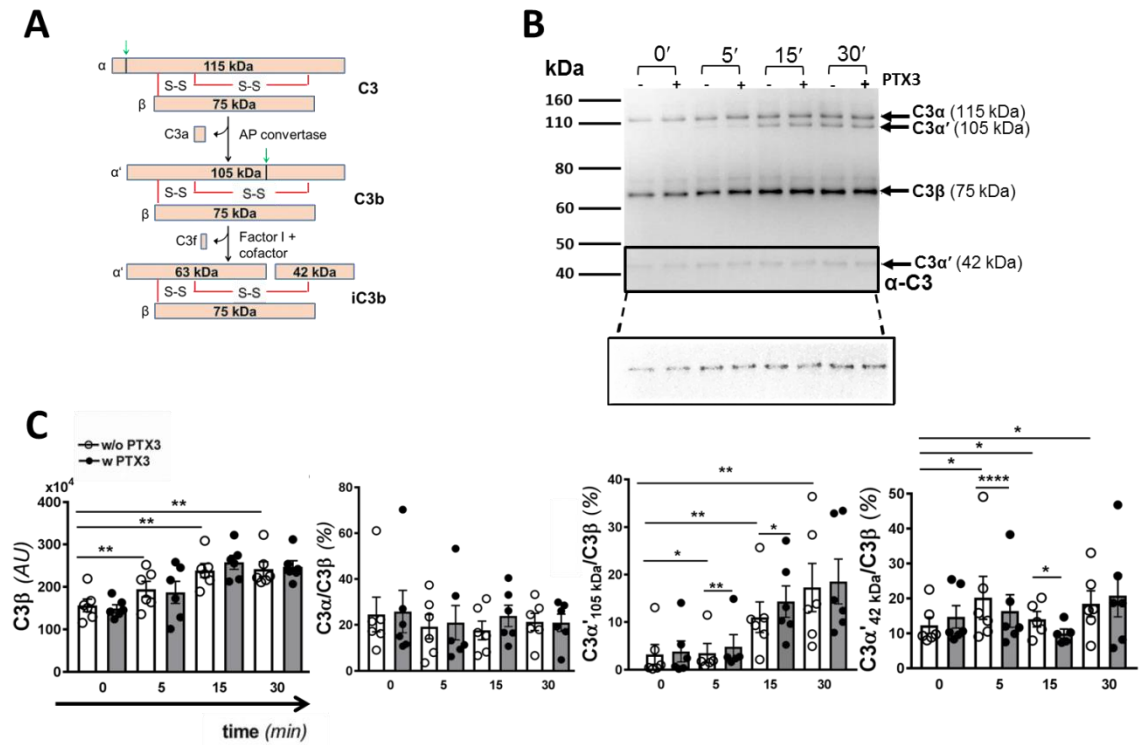 A
α 115 kDa
S-S S-S C3
β 75 kDa
C3a AP convertase
α' 105 kDa
S-S S-S C3b
β 75 kDa
C3f Factor I +
cofactor
α' 63 kDa 42 kDa
S-S S-S iC3b
β 75 kDa
B
0′ 5′ 15′ 30′
kDa
- + - + - + - + PTX3
160
110
80
60
50
40
C3α (115 kDa)
C3α′ (105 kDa)
C3β (75 kDa)
C3α′ (42 kDa)
α-C3
C
w/o PTX3
w PTX3
x10⁴
C3β (AU)
400
300
200
100
0
** ** **
0 5 15 30
time (min)
C3α/C3β (%)
80
60
40
20
0
0 5 15 30
C3α'105 kDa/C3β (%)
40
30
20
10
0
**
**
*
*
**
0 5 15 30
C3α'42 kDa/C3β (%)
50
40
30
20
10
0
*
*
*
****
*
0 5 15 30